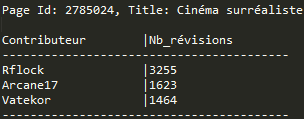 Page Id: 2785024, Title: Cinéma surréaliste
Contributeur |Nb_révisions
----------------------------------------
Rflock |3255
Arcane17 |1623
Vatekor |1464
----------------------------------------